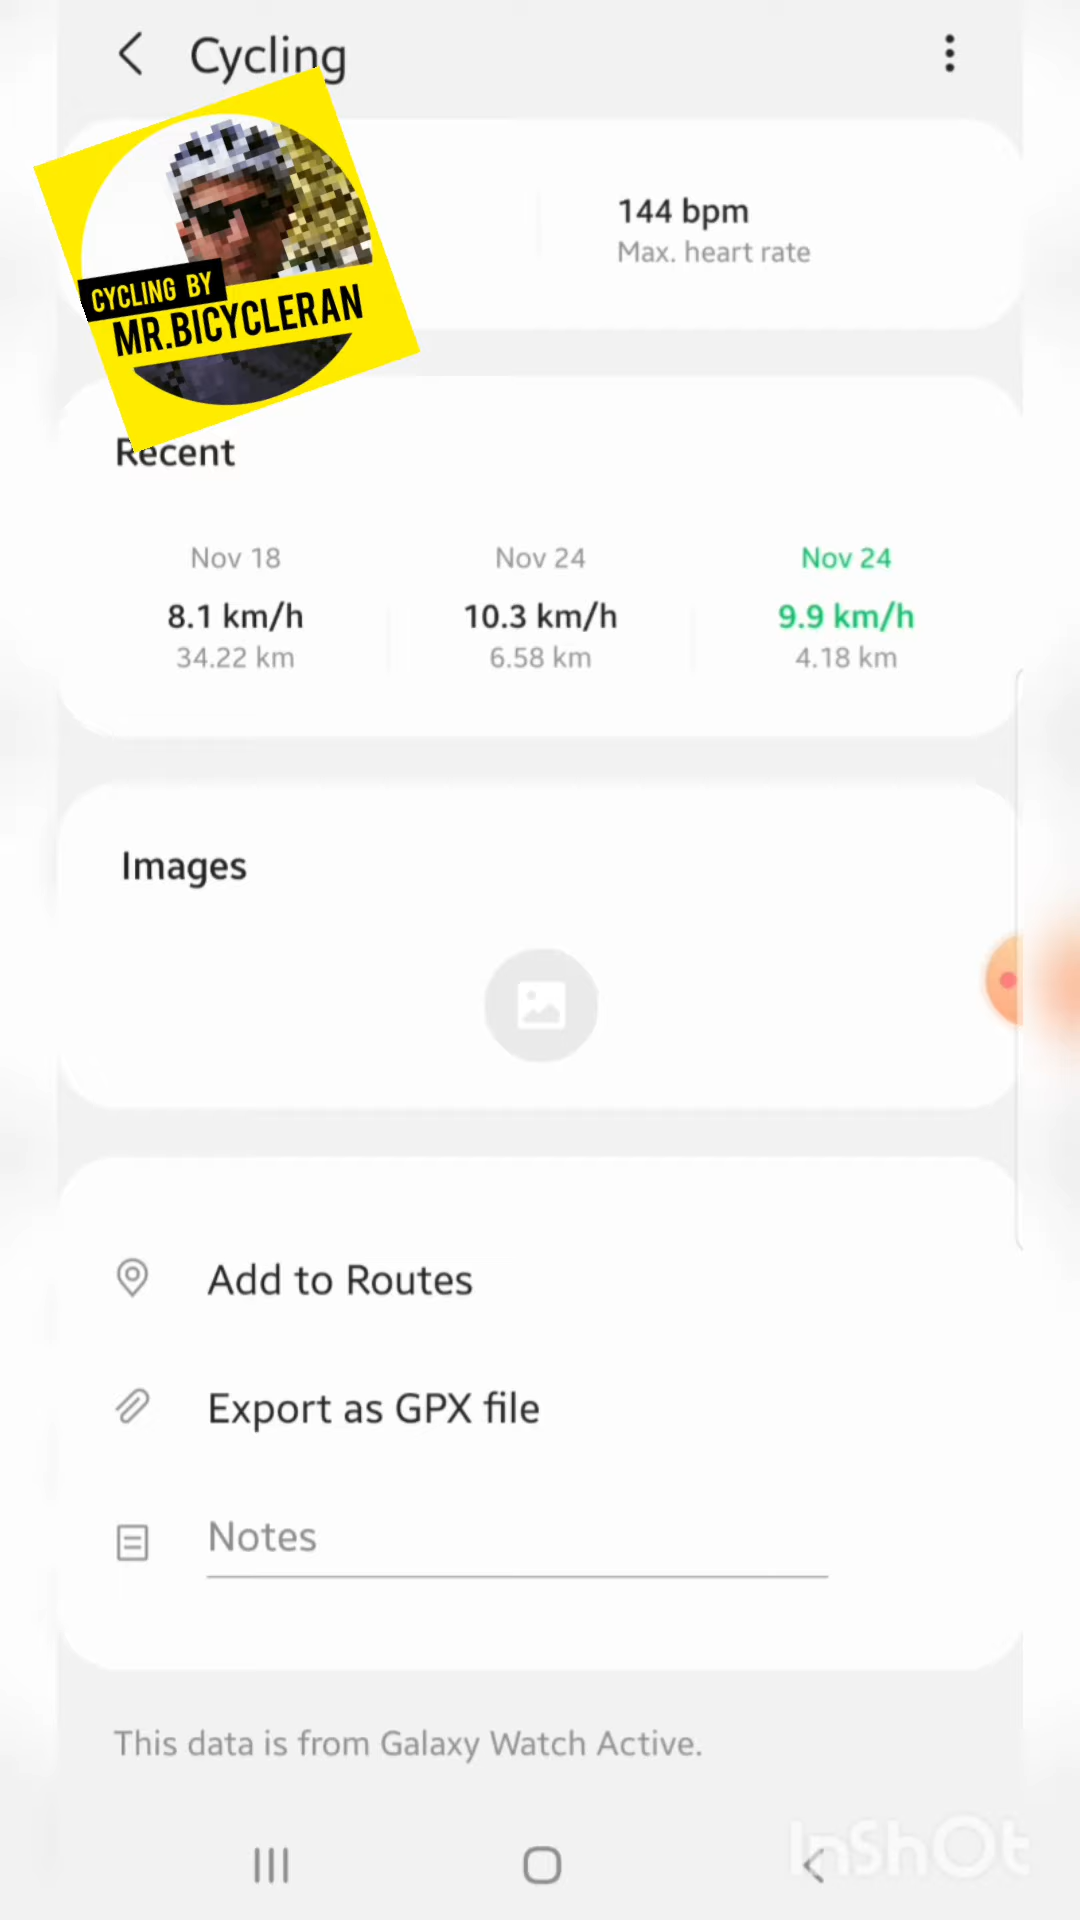 Cycling
144 bpm
Max. heart rate
CYCLING BY
MR.BICYCLERAN
Recent
Nov 18
Nov 24
Nov 24
8.1 km/h
10.3 km/h
9.9 km/h
34.22 km
6.58 km
4.18 km
Images
Add to Routes
Export as GPX file
Notes
This data is from Galaxy Watch Active.
InShOt